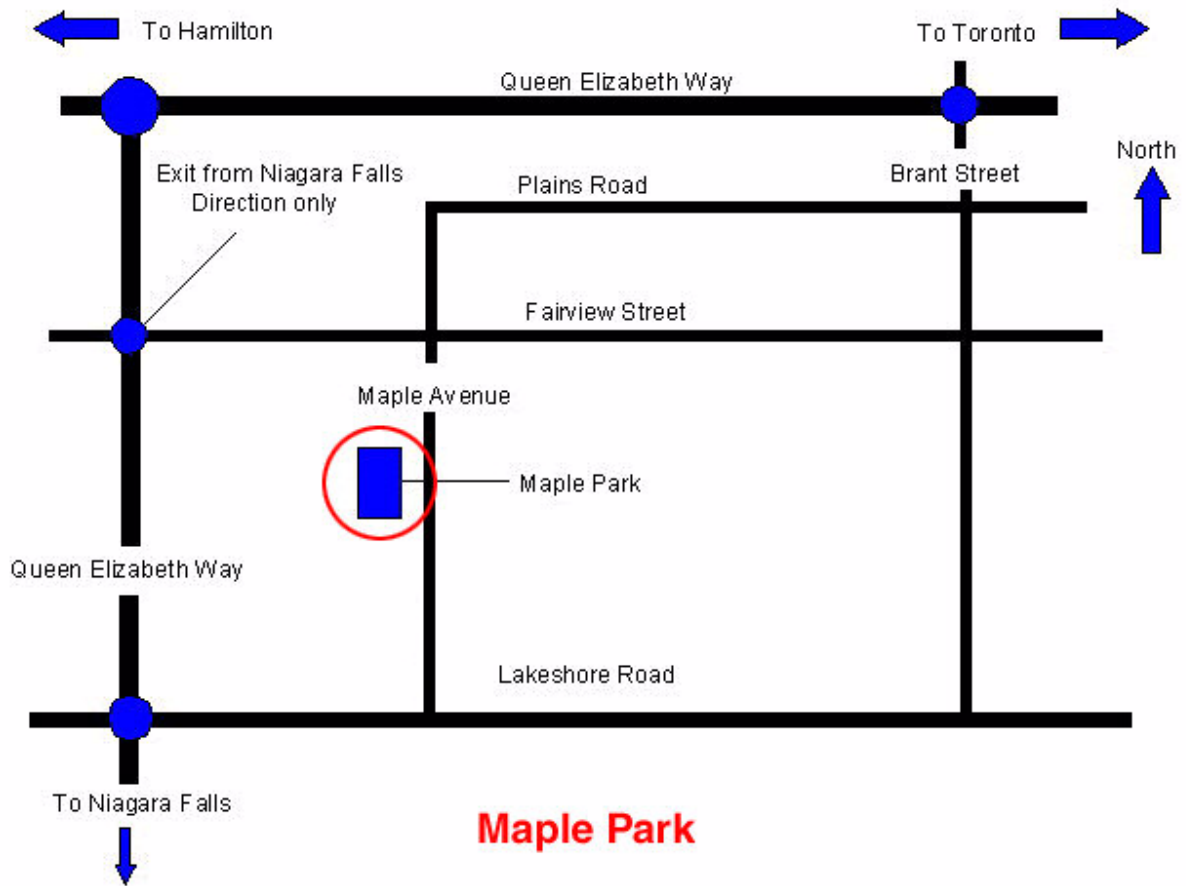 To Hamilton
To Toronto
Queen Elizabeth Way
North
Exit from Niagara Falls
Direction only
Plains Road
Brant Street
Fairview Street
Maple Avenue
Maple Park
Queen Elizabeth Way
Lakeshore Road
To Niagara Falls
Maple Park